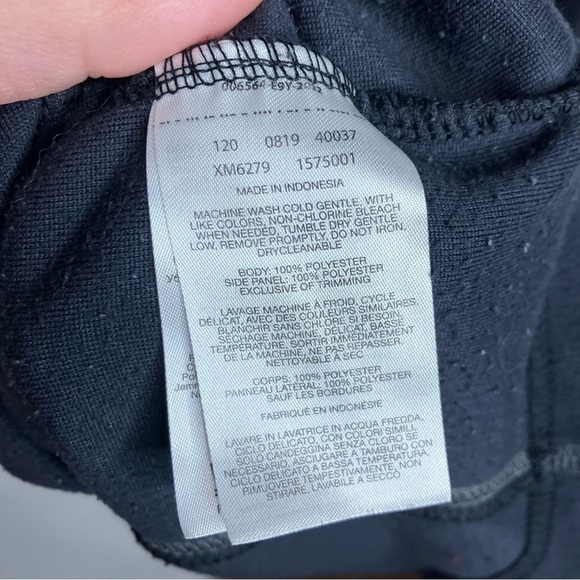 006564-E9Y-
120 0819 40037
XM6279 1575001
MADE IN INDONESIA
MACHINE WASH COLD GENTLE, WITH
LIKE COLORS, NON-CHLORINE BLEACH
WHEN NEEDED, TUMBLE DRY GENTLE
LOW, REMOVE PROMPTLY, DO NOT IRON,
DRYCLEANABLE
BODY: 100% POLYESTER
SIDE PANEL: 100% POLYESTER
EXCLUSIVE OF TRIMMING
LAVAGE MACHINE À FROID, CYCLE
DÉLICAT, AVEC DES COULEURS SIMILAIRES.
BLANCHIR SANS CHLORE SI BESOIN.
SÉCHAGE MACHINE, DÉLICAT, BASSE
TEMPÉRATURE, SORTIR IMMÉDIATEMENT
DE LA MACHINE, NE PAS REPASSER.
NETTOYABLE A SEC
CORPS: 100% POLYESTER
PANNEAU LATERAL: 100% POLYESTER
SAUF LES BORDURES
FABRIQUÉ EN INDONÉSIE
LAVARE IN LAVATRICE IN ACQUA FREDDA,
CICLO DELICATO, CON COLORI SIMILI,
SOLO CANDEGGINA SENZA CLORO SE
NECESSARIO, ASCIUGARE A TAMBURO CON
CICLO DELICATO A BASSA TEMPERATURA,
RIMUOVERE TEMPESTIVAMENTE, NON
STIRARE, LAVABILE A SECCO